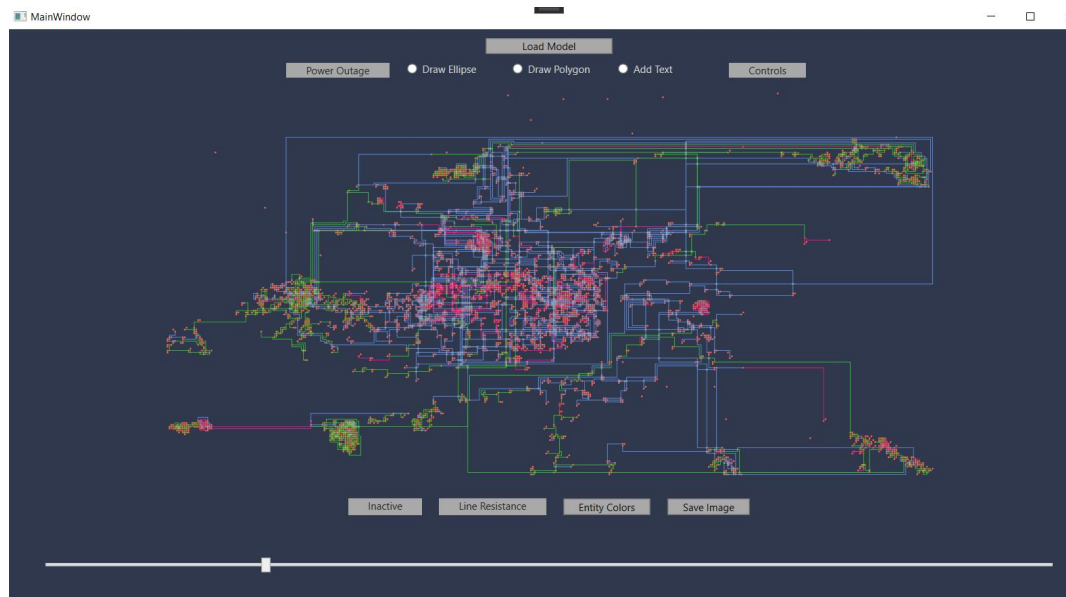 MainWindow
Load Model
Power Outage Draw Ellipse Draw Polygon Add Text Controls
Inactive Line Resistance Entity Colors Save Image